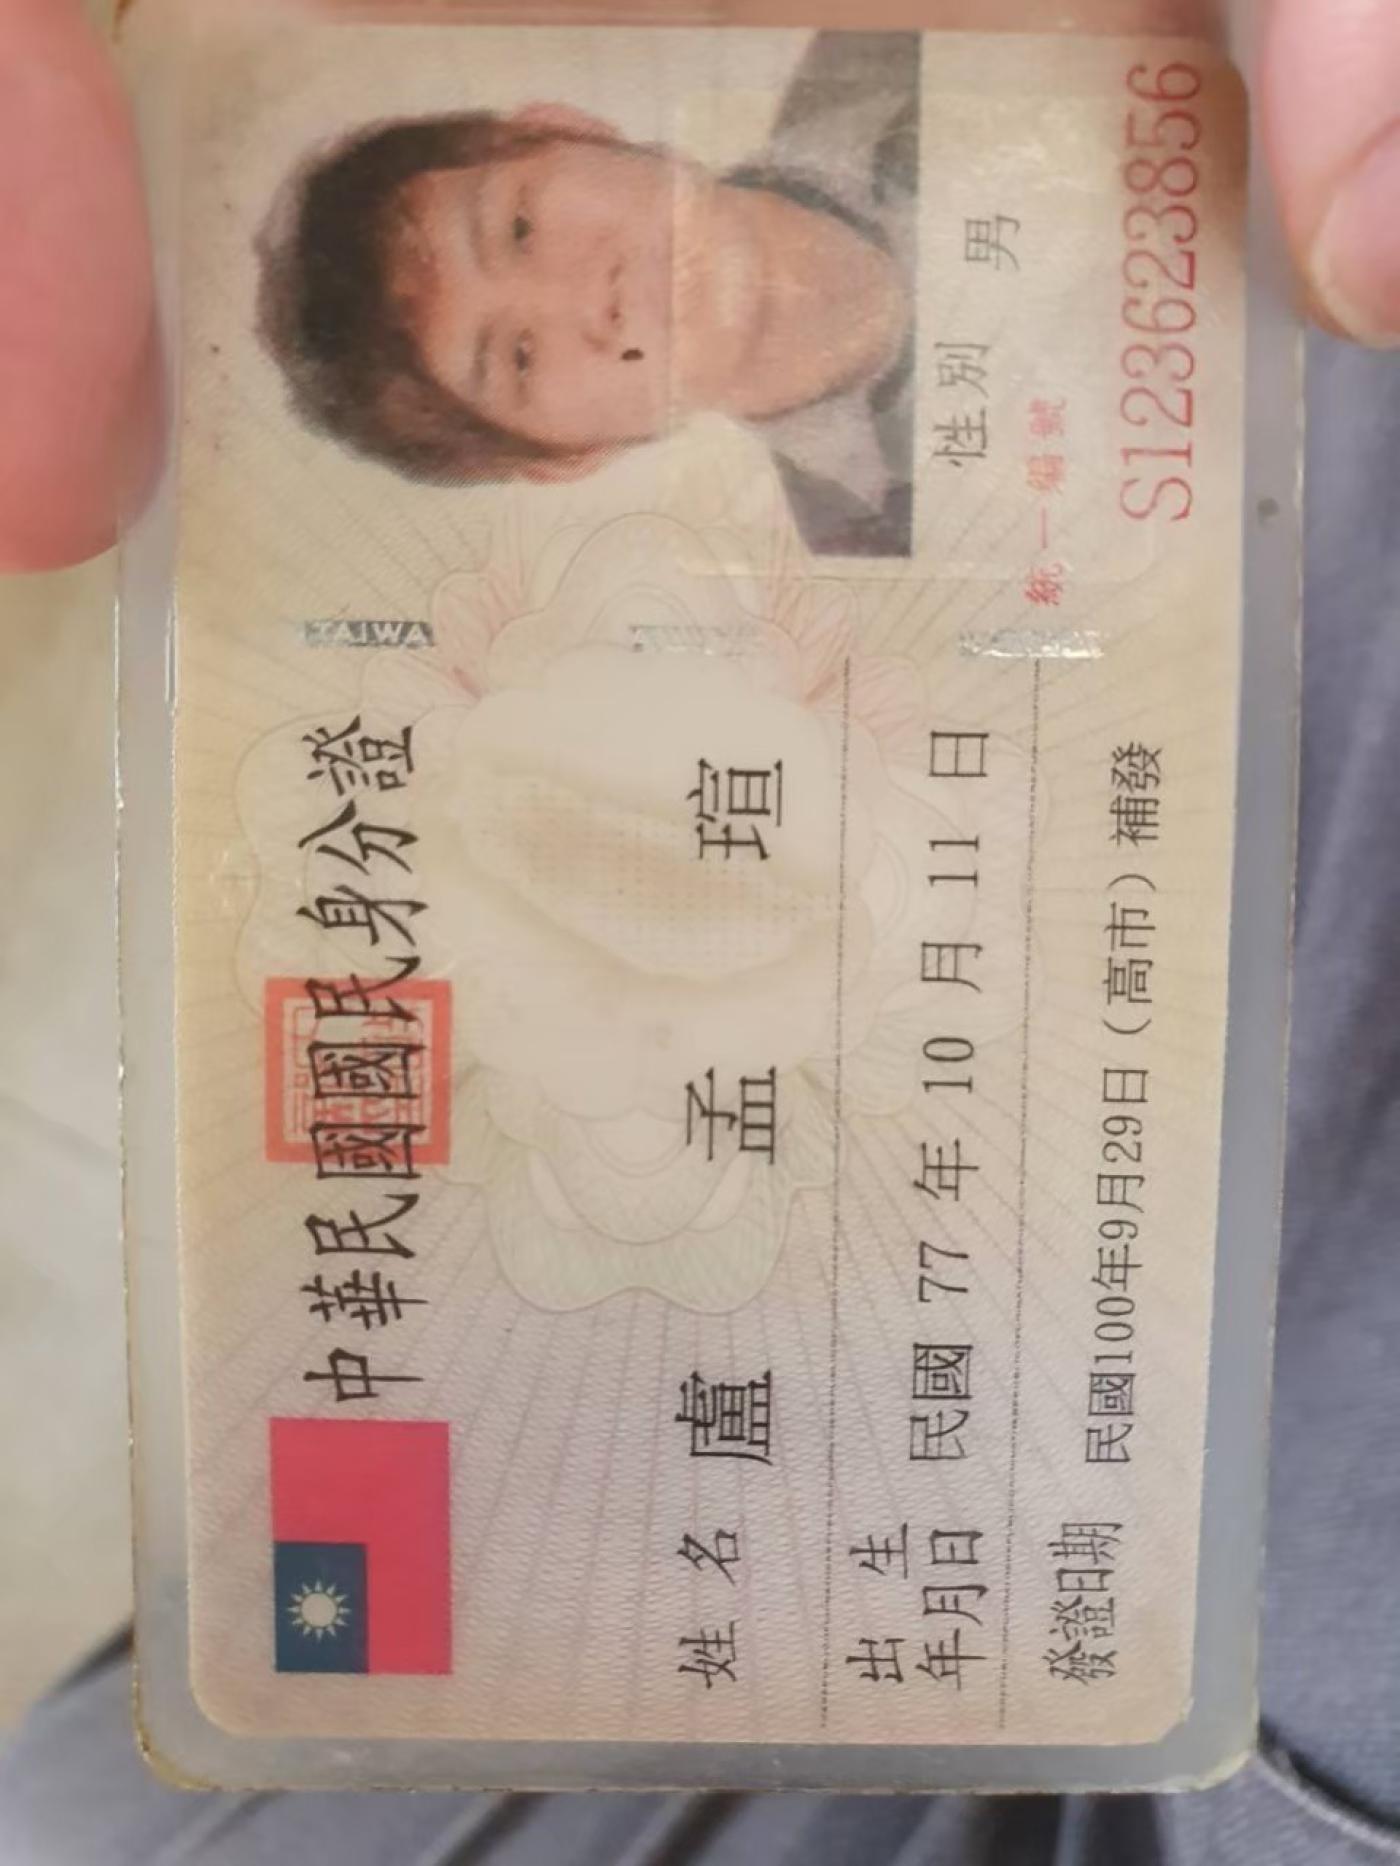 中華民國國民身分證
TAIWA
姓名 盧孟瑄
出生年月日 民國 77 年 10 月 11 日
性別 男
發證日期 民國100年9月29日（高市）補發
統一編號
S123623856